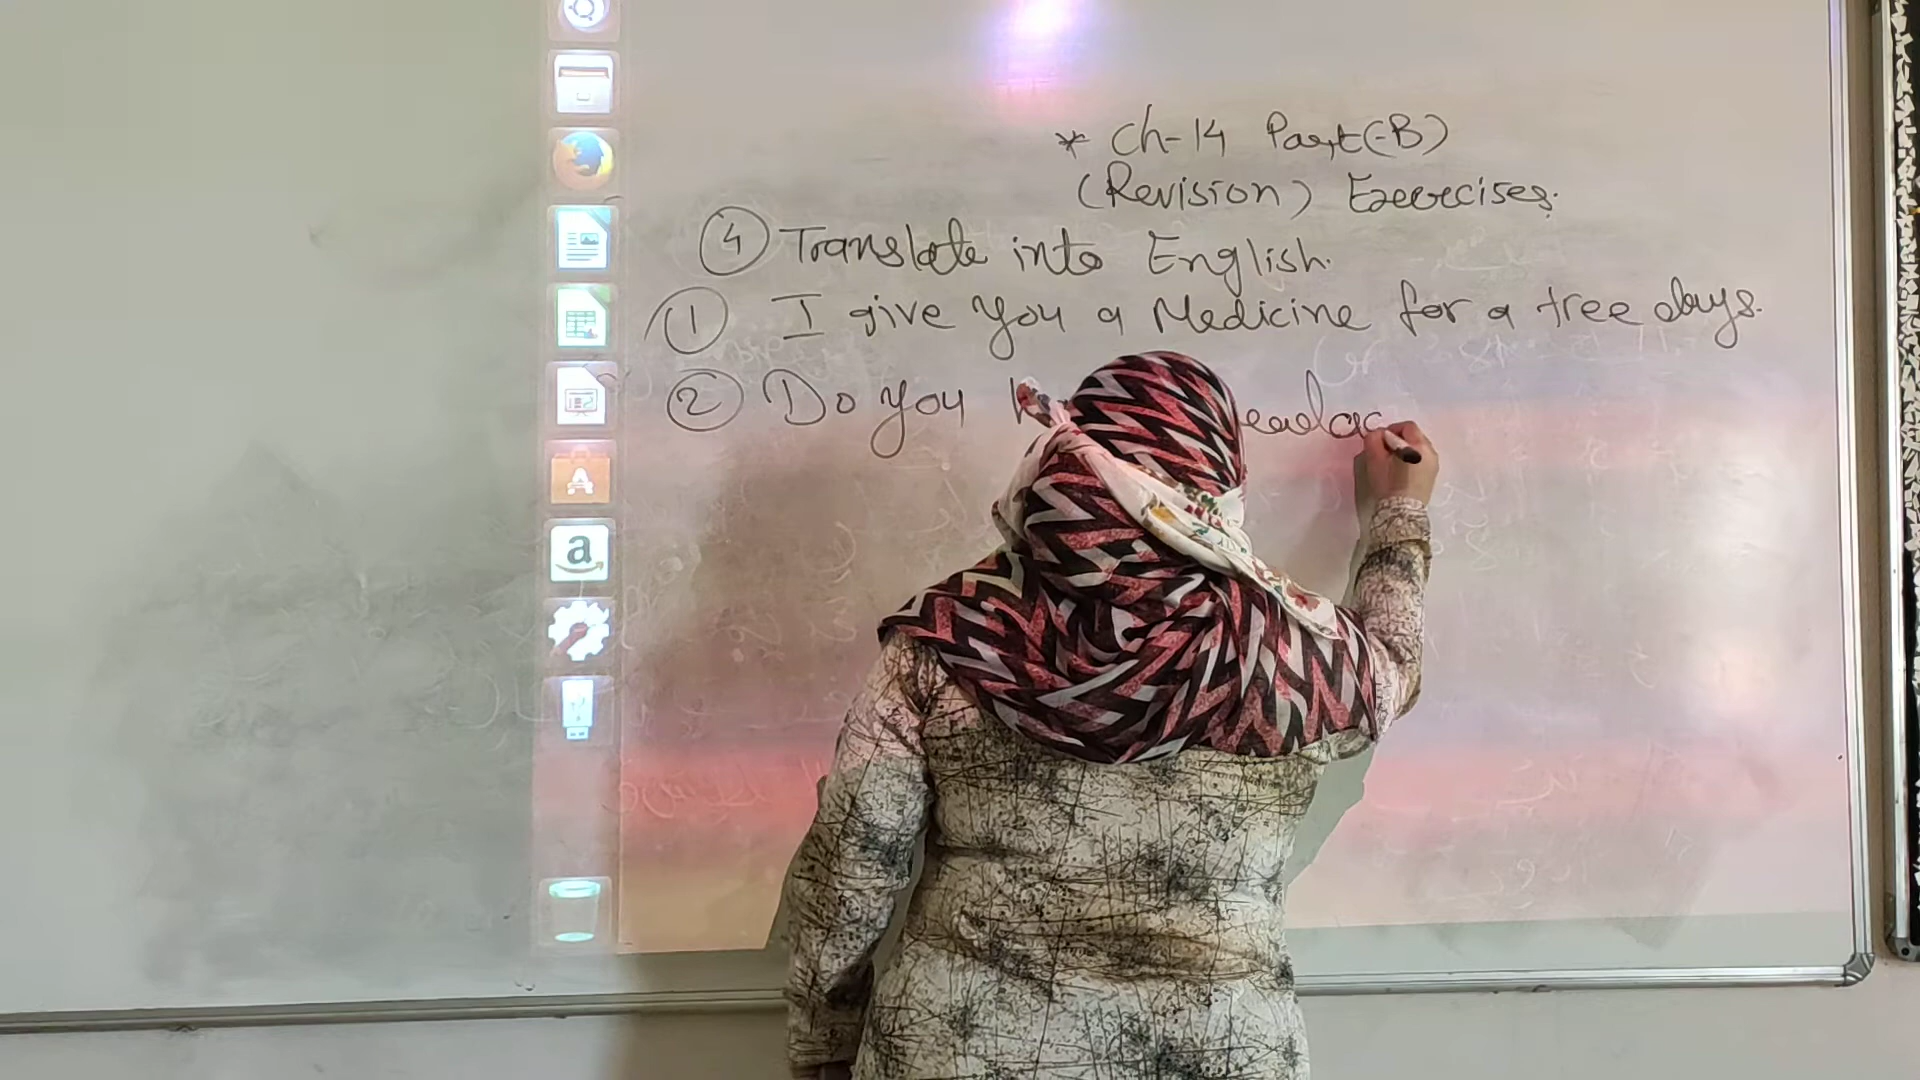 * Ch-14 Part(-B)
(Revision) Exercises.
④ Translate into English.
① I give you a Medicine for a tree days.
② Do you